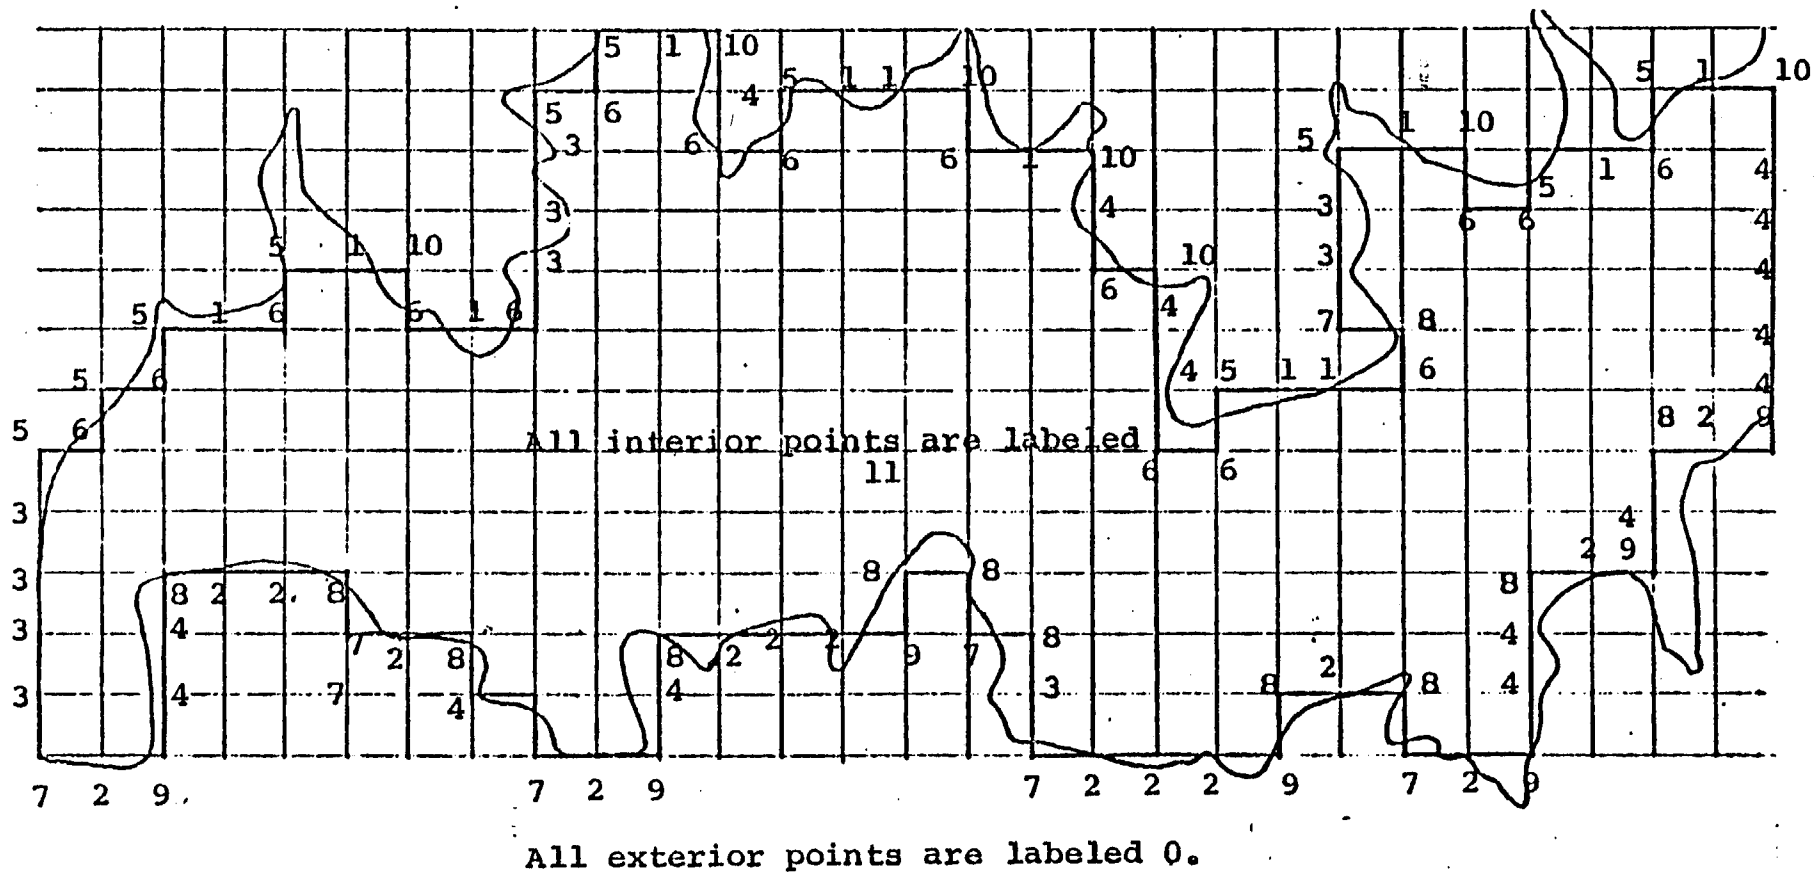 5 1 10
5 1 1 10 5 1 10
4
5 6
5 1 10
3 6 6 6 1 10 5 1 6 4
3 4 3 5
6 6 4
5 1 10 3 10 3 4
6 4
5 1 6 6 1 6 7 8 4
5 6 4 5 1 1 6 4
8 2 9
5 6
All interior points are labeled
11
6 6
3 4
2 9
3 8 8 8
8 2 2. 8
3 4 8 4
7 2 8 8 2 2 9 7
2
3 4 7 4 4 3 8 8 4
7 2 9 7 2 9 7 2 2 2 9 7 2 9
All exterior points are labeled 0.